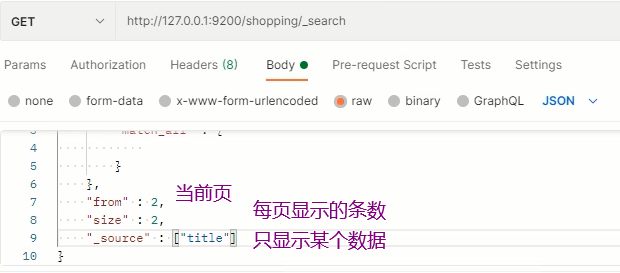 GET http://127.0.0.1:9200/shopping/_search
Params Authorization Headers (8) Body Pre-request Script Tests Settings
none form-data x-www-form-urlencoded raw binary GraphQL JSON
3 "match_all" : {
4
5 }
6 },
7 "from" : 2, 当前页
8 "size" : 2, 每页显示的条数
9 "_source" : ["title"] 只显示某个数据
10 }